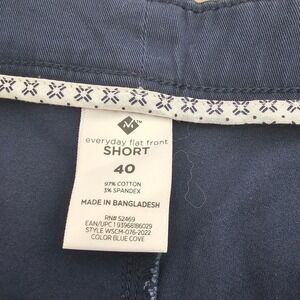 M™
everyday flat front
SHORT
40
97% COTTON
3% SPANDEX
MADE IN BANGLADESH
RN# 52469
EAN/UPC 193968186029
STYLE WSCM-076-2022
COLOR BLUE COVE